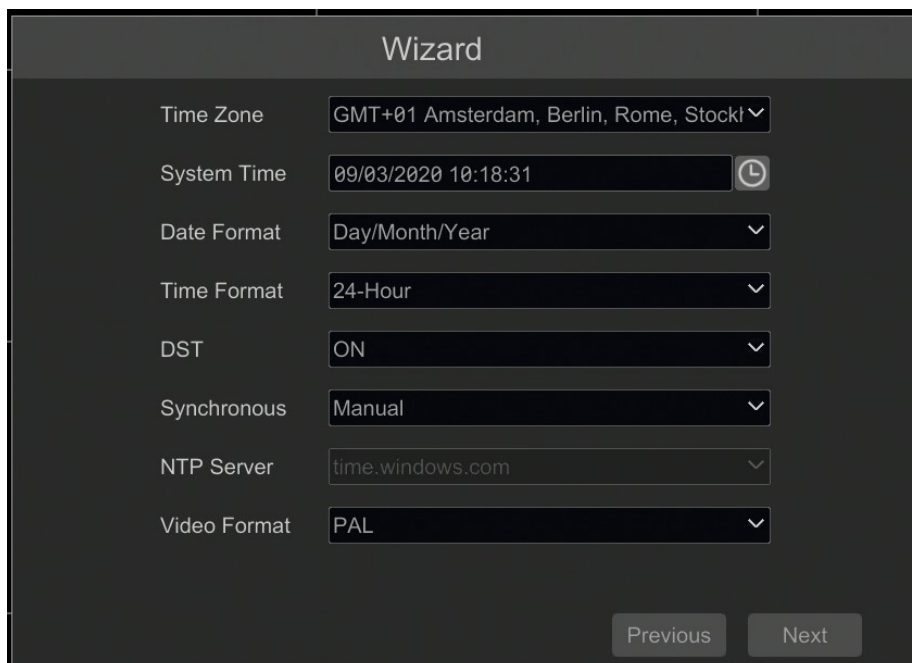 Wizard
Time Zone GMT+01 Amsterdam, Berlin, Rome,
System Time 09/03/2020 10:18:31
Date Format Day/Month/Year
Time Format 24-Hour
DST ON
Synchronous Manual
NTP Server time.windows.com
Video Format PAL
Previous Next